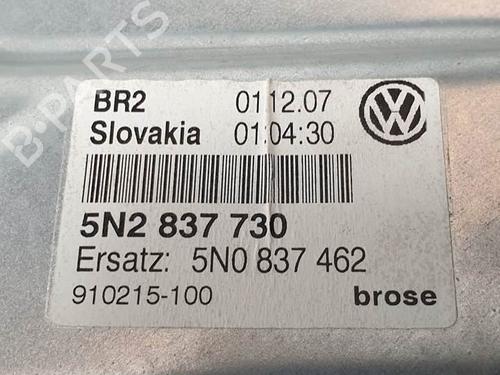 B-PARTS
BR2 01.12.07
Slovakia 01:04:30
VW
5N2 837 730
Ersatz: 5N0 837 462
910215-100 brose